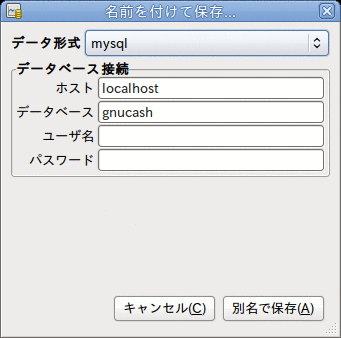 名前を付けて保存...
データ形式 mysql
データベース接続
ホスト localhost
データベース gnucash
ユーザ名
パスワード
キャンセル(C) 別名で保存(A)